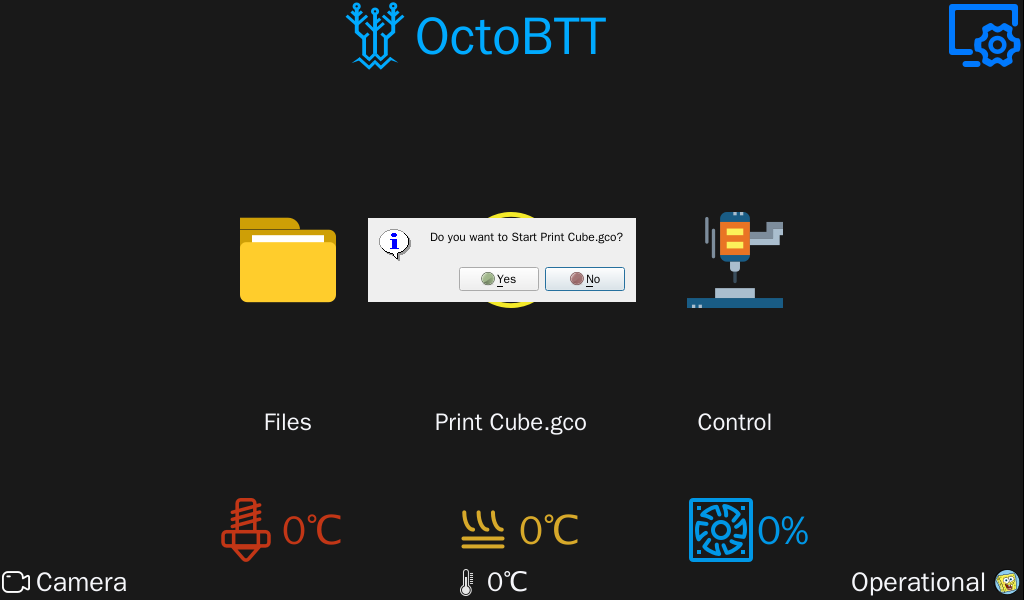 OctoBTT
Do you want to Start Print Cube.gco?
Yes
No
Files
Print Cube.gco
Control
0℃
0℃
0%
Camera
0℃
Operational